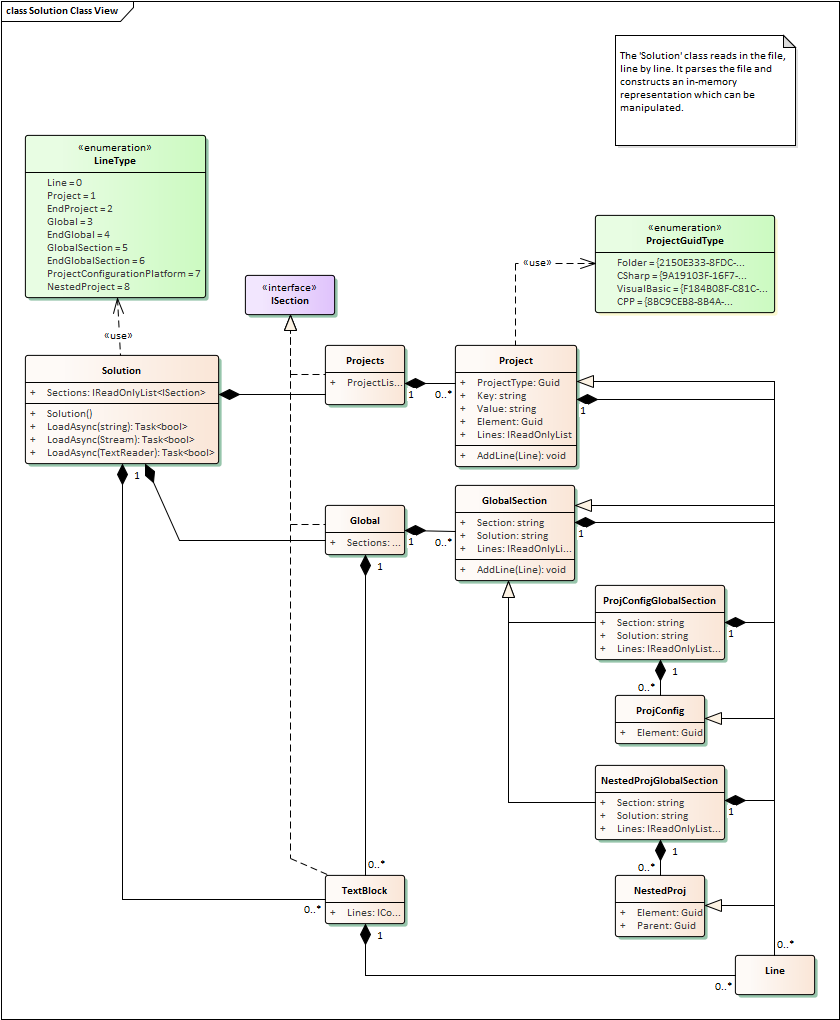 class Solution Class View
The 'Solution' class reads in the file,
line by line. It parses the file and
constructs an in-memory
representation which can be
manipulated.
«enumeration»
LineType
Line = 0
Project = 1
EndProject = 2
Global = 3
EndGlobal = 4
GlobalSection = 5
EndGlobalSection = 6
ProjectConfigurationPlatform = 7
NestedProject = 8
«use»
«enumeration»
ProjectGuidType
Folder = {2150E333-8FDC-...
CSharp = {9A19103F-16F7-...
VisualBasic = {F184B08F-C81C-...
CPP = {8BC9CEB8-8B4A-...
«use»
«interface»
ISection
Solution
+ Sections: IReadOnlyList<ISection>
+ Solution()
+ LoadAsync(string): Task<bool>
+ LoadAsync(Stream): Task<bool>
+ LoadAsync(TextReader): Task<bool>
1
Projects
+ ProjectLis...
1
0..*
Project
+ ProjectType: Guid
+ Key: string
+ Value: string
+ Element: Guid
+ Lines: IReadOnlyList
+ AddLine(Line): void
1
Global
+ Sections: ...
1
0..*
1
GlobalSection
+ Section: string
+ Solution: string
+ Lines: IReadOnlyLi...
+ AddLine(Line): void
1
ProjConfigGlobalSection
+ Section: string
+ Solution: string
+ Lines: IReadOnlyList...
1
1
0..*
ProjConfig
+ Element: Guid
NestedProjGlobalSection
+ Section: string
+ Solution: string
+ Lines: IReadOnlyList...
1
1
0..*
NestedProj
+ Element: Guid
+ Parent: Guid
0..*
TextBlock
+ Lines: ICo...
0..*
1
0..*
Line
0..*